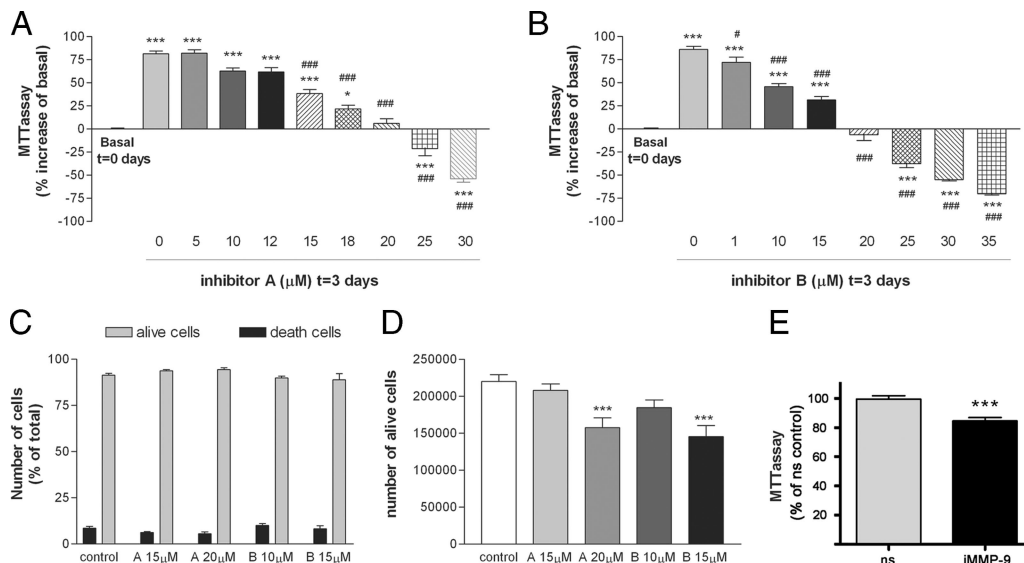 A
MTTassay
(% increase of basal)
100
75
50
25
0
-25
-50
-75
-100
Basal
t=0 days
*** *** *** *** ### *** ### * ### *** ### *** ###
0 5 10 12 15 18 20 25 30
inhibitor A (μM) t=3 days
B
MTTassay
(% increase of basal)
100
75
50
25
0
-25
-50
-75
-100
Basal
t=0 days
*** # *** ### *** ### *** ### *** ### *** ### *** ###
0 1 10 15 20 25 30 35
inhibitor B (μM) t=3 days
C
alive cells death cells
Number of cells
(% of total)
100
75
50
25
0
control A 15μM A 20μM B 10μM B 15μM
D
number of alive cells
250000
200000
150000
100000
50000
0
*** ***
control A 15μM A 20μM B 10μM B 15μM
E
MTTassay
(% of ns control)
100
80
60
40
20
***
ns iMMP-9